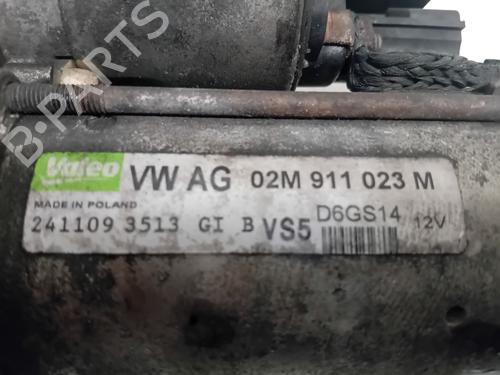 B-PARTS
Valeo VW AG 02M 911 023 M
MADE IN POLAND
241109 3513 GI B VS5 D6GS14 12V